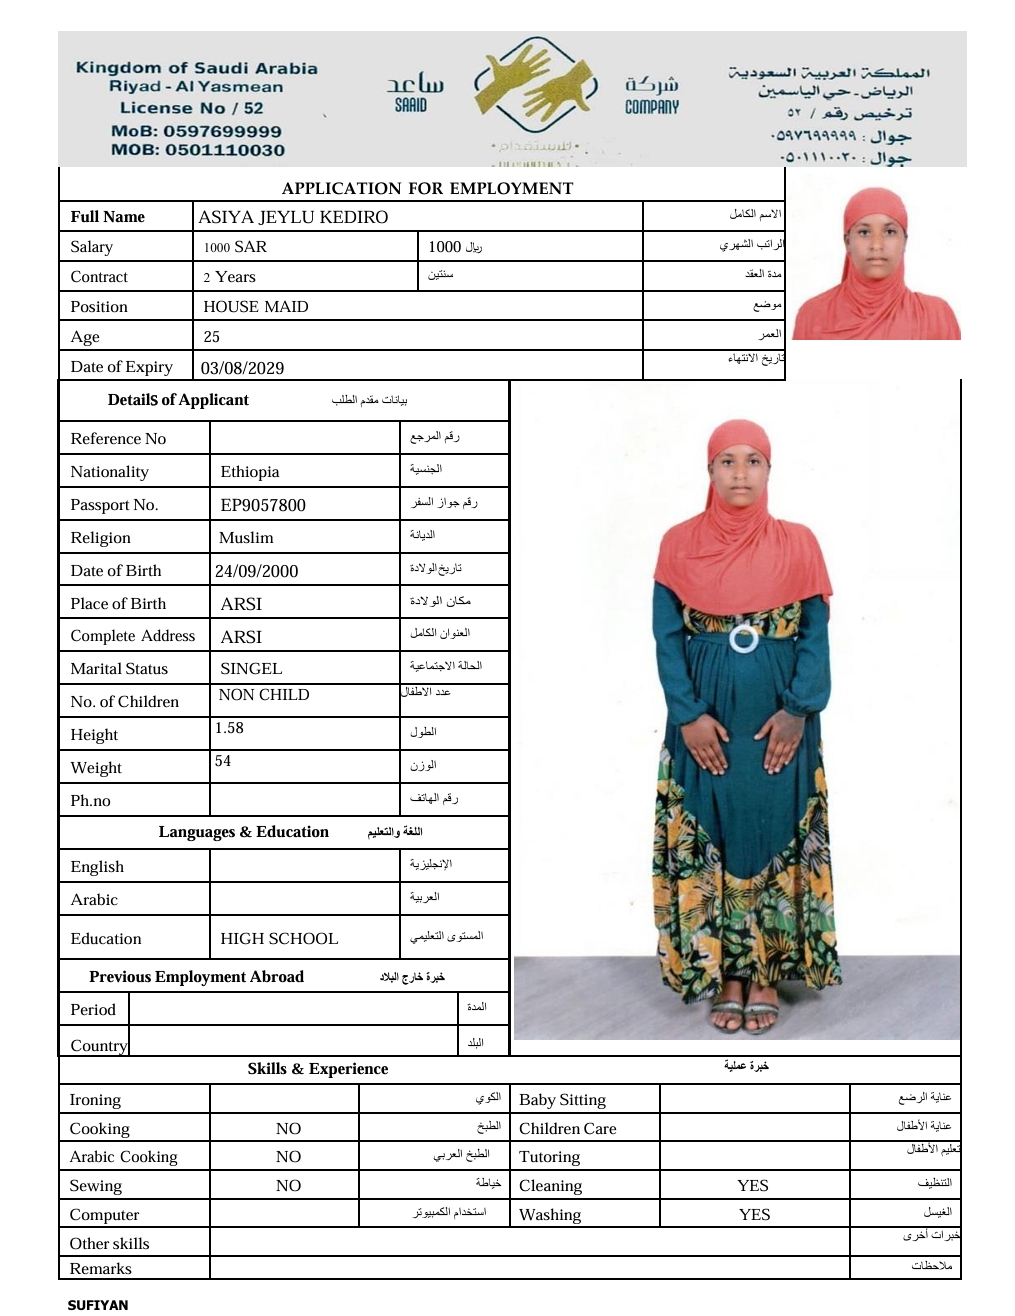 Kingdom of Saudi Arabia
Riyad - Al Yasmean
License No / 52
MoB: 0597699999
MOB: 0501110030
ساعد
SAAID
شركة
COMPANY
للاستقدام
المملكة العربية السعودية
الرياض - حي الياسمين
ترخيص رقم / ٥٢
جوال : ٠٥٩٧٦٩٩٩٩٩
جوال : ٠٥٠١١١٠٠٣٠
APPLICATION FOR EMPLOYMENT
Full Name ASIYA JEYLU KEDIRO الاسم الكامل
Salary 1000 SAR 1000 ريال الراتب الشهري
Contract 2 Years سنتين مدة العقد
Position HOUSE MAID موضع
Age 25 العمر
Date of Expiry 03/08/2029 تاريخ الانتهاء
Details of Applicant بيانات مقدم الطلب
Reference No رقم المرجع
Nationality Ethiopia الجنسية
Passport No. EP9057800 رقم جواز السفر
Religion Muslim الديانة
Date of Birth 24/09/2000 تاريخ الولادة
Place of Birth ARSI مكان الولادة
Complete Address ARSI العنوان الكامل
Marital Status SINGEL الحالة الاجتماعية
No. of Children NON CHILD عدد الاطفال
Height 1.58 الطول
Weight 54 الوزن
Ph.no رقم الهاتف
Languages & Education اللغة والتعليم
English الإنجليزية
Arabic العربية
Education HIGH SCHOOL المستوى التعليمي
Previous Employment Abroad خبرة خارج البلاد
Period المدة
Country البلد
Skills & Experience خبرة عملية
Ironing الكوي Baby Sitting عناية الرضع
Cooking NO الطبخ Children Care عناية الأطفال
Arabic Cooking NO الطبخ العربي Tutoring تعليم الأطفال
Sewing NO خياطة Cleaning YES التنظيف
Computer استخدام الكمبيوتر Washing YES الغيسل
Other skills خبرات أخرى
Remarks ملاحظات
SUFIYAN